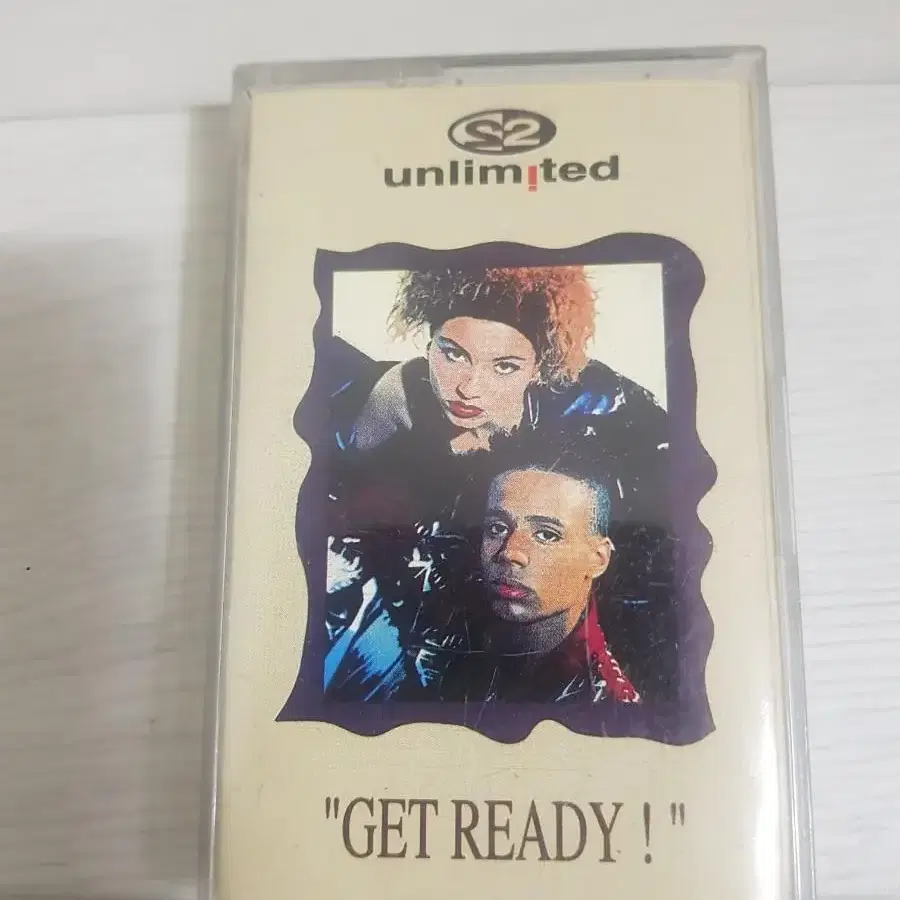 2
unlimited
"GET READY ! "